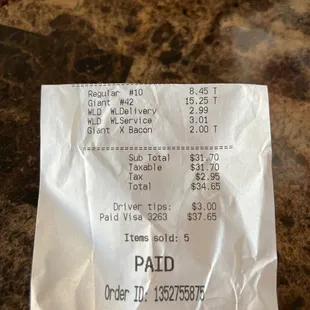 Regular #10 8.45 T
Giant #42 15.25 T
WLD WLDelivery 2.99
WLD WLService 3.01
Giant X Bacon 2.00 T
Sub Total $31.70
Taxable $31.70
Tax $2.95
Total $34.65
Driver tips: $3.00
Paid Visa 3263 $37.65
Items sold: 5
PAID
Order ID: 1352755875